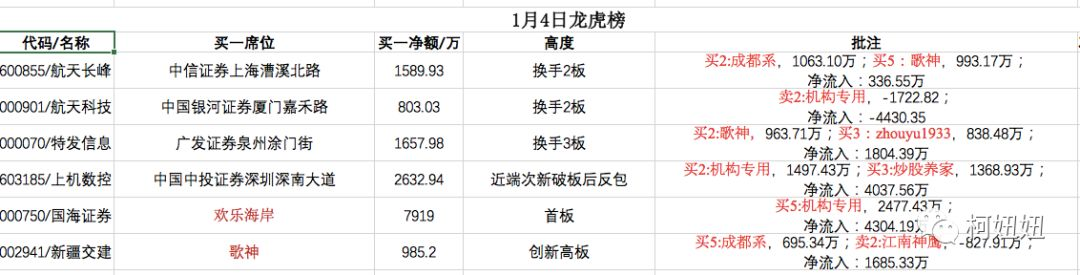 1月4日龙虎榜
代码/名称 买一席位 买一净额/万 高度 批注
600855/航天长峰 中信证券上海漕溪北路 1589.93 换手2板 买2:成都系，1063.10万；买5：歌神，993.17万；
净流入：336.55万
000901/航天科技 中国银河证券厦门嘉禾路 803.03 换手2板 卖2:机构专用，-1722.82；
净流入：-4430.35
000070/特发信息 广发证券泉州涂门街 1657.98 换手3板 买2:歌神，963.71万；买3：zhouyu1933，838.48万；
净流入：1804.39万
603185/上机数控 中国中投证券深圳深南大道 2632.94 近端次新破板后反包 买2:机构专用，1497.43万；买3:炒股养家，1368.93万；
净流入：4037.56万
000750/国海证券 欢乐海岸 7919 首板 买5:机构专用，2477.43万；
净流入：4304.19万
002941/新疆交建 歌神 985.2 创新高板 买5:成都系，695.34万；卖2:江南神鹰，-827.91万；
净流入：1685.33万
柯妞妞